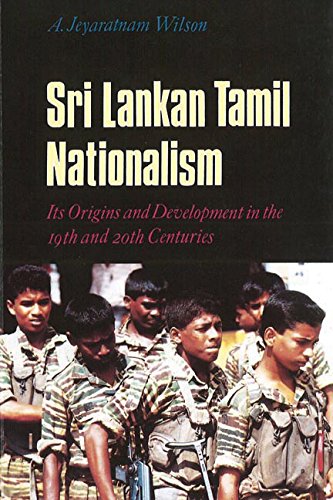 A. Jeyaratnam Wilson
Sri Lankan Tamil
Nationalism
Its Origins and Development in the
19th and 20th Centuries